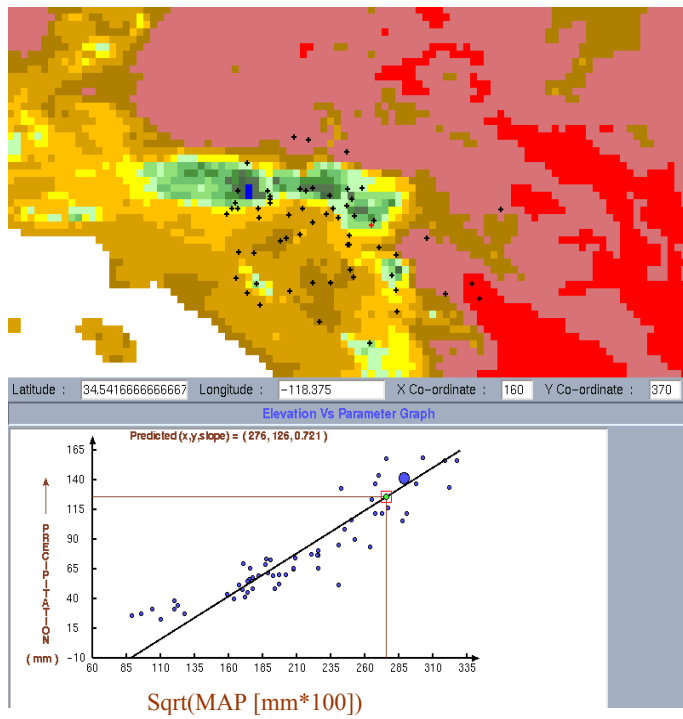 Latitude : 34.5416666666667 Longitude : -118.375 X Co-ordinate : 160 Y Co-ordinate : 370
Elevation Vs Parameter Graph
Predicted (x,y,slope) = ( 276, 126, 0.721 )
165
140
115
90
65
40
15
-10
PRECIPITATION
( mm )
60 85 110 135 160 185 210 235 260 285 310 335
Sqrt(MAP [mm*100])